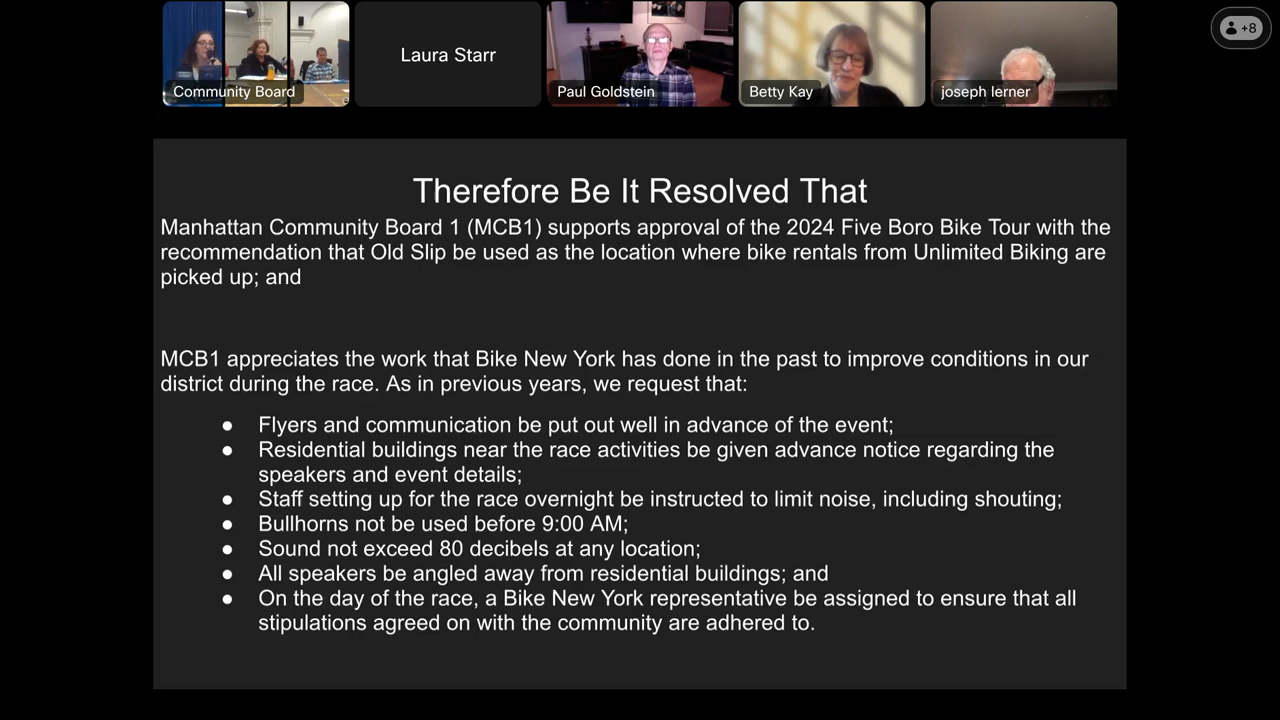 Community Board
Laura Starr
Paul Goldstein
Betty Kay
joseph lerner
+8
Therefore Be It Resolved That
Manhattan Community Board 1 (MCB1) supports approval of the 2024 Five Boro Bike Tour with the
recommendation that Old Slip be used as the location where bike rentals from Unlimited Biking are
picked up; and
MCB1 appreciates the work that Bike New York has done in the past to improve conditions in our
district during the race. As in previous years, we request that:
● Flyers and communication be put out well in advance of the event;
● Residential buildings near the race activities be given advance notice regarding the
speakers and event details;
● Staff setting up for the race overnight be instructed to limit noise, including shouting;
● Bullhorns not be used before 9:00 AM;
● Sound not exceed 80 decibels at any location;
● All speakers be angled away from residential buildings; and
● On the day of the race, a Bike New York representative be assigned to ensure that all
stipulations agreed on with the community are adhered to.